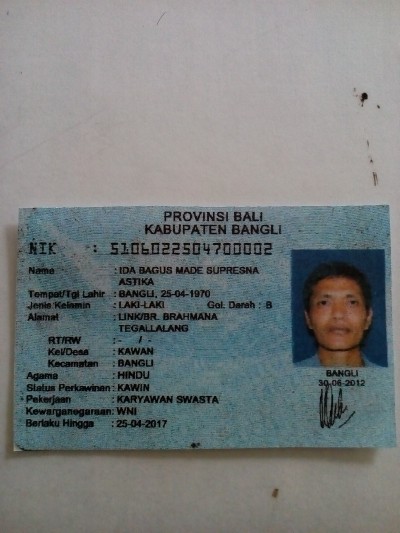 PROVINSI BALI
KABUPATEN BANGLI
NIK : 5106022504700002
Nama : IDA BAGUS MADE SUPRESNA
ASTIKA
Tempat/Tgl Lahir : BANGLI, 25-04-1970
Jenis Kelamin : LAKI-LAKI Gol. Darah : B
Alamat : LINK/BR. BRAHMANA
TEGALLALANG
RT/RW : - / -
Kel/Desa : KAWAN
Kecamatan : BANGLI
Agama : HINDU
Status Perkawinan : KAWIN
Pekerjaan : KARYAWAN SWASTA
Kewarganegaraan : WNI
Berlaku Hingga : 25-04-2017
BANGLI
30-06-2012